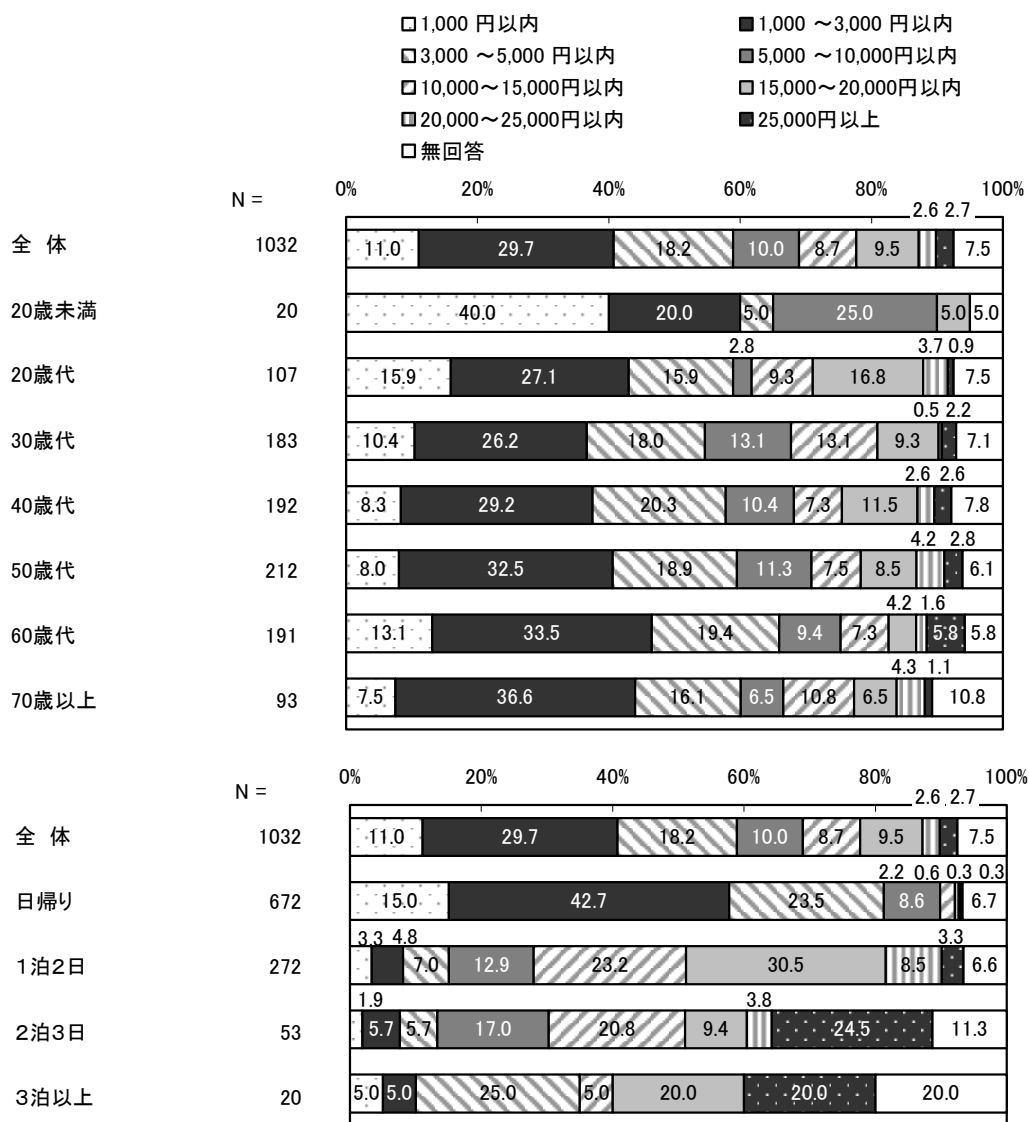 1,000 円以内 1,000 ～3,000 円以内
3,000 ～5,000 円以内 5,000 ～10,000円以内
10,000～15,000円以内 15,000～20,000円以内
20,000～25,000円以内 25,000円以上
無回答
0% 20% 40% 60% 80% 100%
N =
2.6 2.7
全 体 1032 11.0 29.7 18.2 10.0 8.7 9.5 7.5
20歳未満 20 40.0 20.0 5.0 25.0 5.0 5.0
2.8 3.7 0.9
20歳代 107 15.9 27.1 15.9 9.3 16.8 7.5
0.5 2.2
30歳代 183 10.4 26.2 18.0 13.1 13.1 9.3 7.1
2.6 2.6
40歳代 192 8.3 29.2 20.3 10.4 7.3 11.5 7.8
4.2 2.8
50歳代 212 8.0 32.5 18.9 11.3 7.5 8.5 6.1
4.2 1.6
60歳代 191 13.1 33.5 19.4 9.4 7.3 5.8 5.8
4.3 1.1
70歳以上 93 7.5 36.6 16.1 6.5 10.8 6.5 10.8
0% 20% 40% 60% 80% 100%
N =
2.6 2.7
全 体 1032 11.0 29.7 18.2 10.0 8.7 9.5 7.5
2.2 0.6 0.3 0.3
日帰り 672 15.0 42.7 23.5 8.6 6.7
3.3 4.8 3.3
1泊2日 272 7.0 12.9 23.2 30.5 8.5 6.6
1.9 3.8
2泊3日 53 5.7 5.7 17.0 20.8 9.4 24.5 11.3
3泊以上 20 5.0 5.0 25.0 5.0 20.0 20.0 20.0